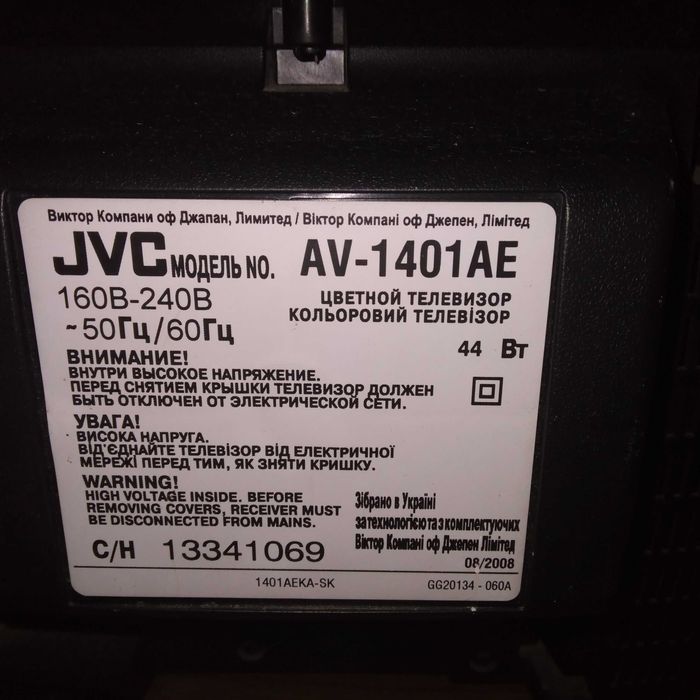 Виктор Компани оф Джапан, Лимитед / Віктор Компані оф Джепен, Лімітед
JVC МОДЕЛЬ NO. AV-1401AE
160В-240В
~50Гц/60Гц
ЦВЕТНОЙ ТЕЛЕВИЗОР
КОЛЬОРОВИЙ ТЕЛЕВІЗОР
44 Вт
ВНИМАНИЕ!
ВНУТРИ ВЫСОКОЕ НАПРЯЖЕНИЕ.
ПЕРЕД СНЯТИЕМ КРЫШКИ ТЕЛЕВИЗОР ДОЛЖЕН
БЫТЬ ОТКЛЮЧЕН ОТ ЭЛЕКТРИЧЕСКОЙ СЕТИ.
УВАГА!
ВИСОКА НАПРУГА.
ВІД'ЄДНАЙТЕ ТЕЛЕВІЗОР ВІД ЕЛЕКТРИЧНОЇ
МЕРЕЖІ ПЕРЕД ТИМ, ЯК ЗНЯТИ КРИШКУ.
WARNING!
HIGH VOLTAGE INSIDE. BEFORE
REMOVING COVERS, RECEIVER MUST
BE DISCONNECTED FROM MAINS.
Зібрано в Україні
за технологією та з комплектуючих
Віктор Компані оф Джепен Лімітед
08/2008
С/Н 13341069
1401AEKA-SK
GG20134 - 060A